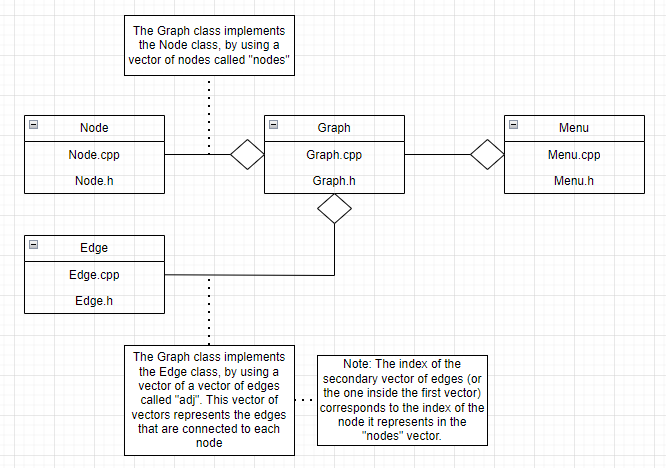 The Graph class implements
the Node class, by using a
vector of nodes called "nodes"
Node
Node.cpp
Node.h
Graph
Graph.cpp
Graph.h
Menu
Menu.cpp
Menu.h
Edge
Edge.cpp
Edge.h
The Graph class implements
the Edge class, by using a
vector of a vector of edges
called "adj". This vector of
vectors represents the edges
that are connected to each
node
Note: The index of the
secondary vector of edges (or
the one inside the first vector)
corresponds to the index of the
node it represents in the
"nodes" vector.